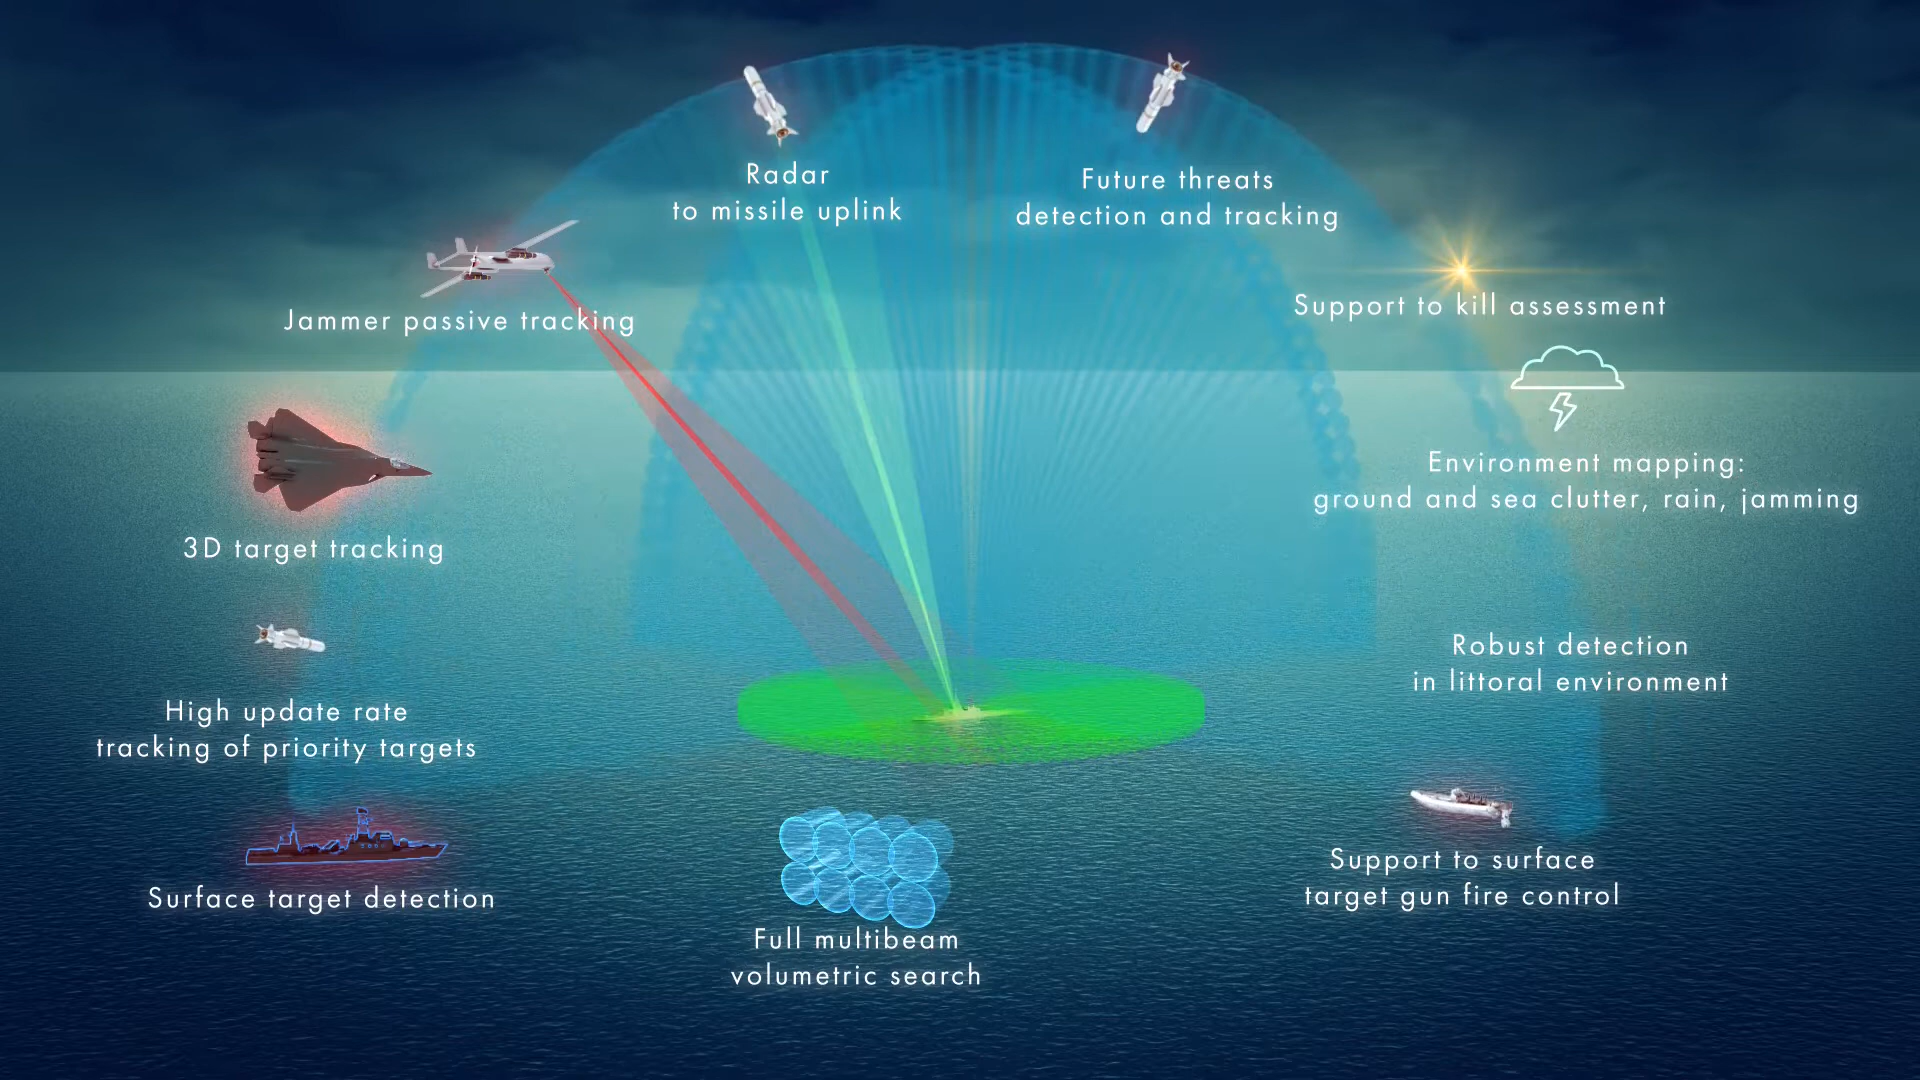 Radar
to missile uplink
Future threats
detection and tracking
Jammer passive tracking
Support to kill assessment
Environment mapping:
ground and sea clutter, rain, jamming
3D target tracking
Robust detection
in littoral environment
High update rate
tracking of priority targets
Support to surface
target gun fire control
Surface target detection
Full multibeam
volumetric search